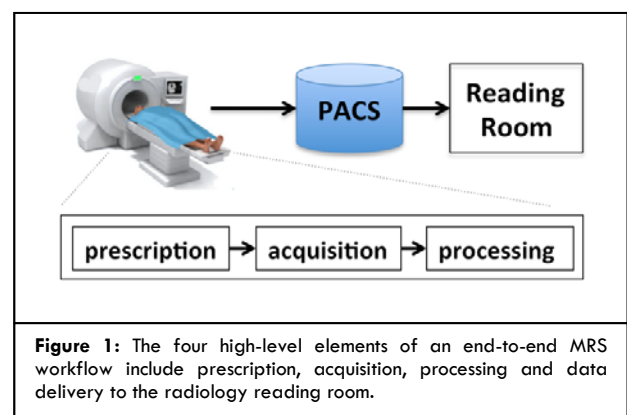 PACS
Reading
Room
prescription
acquisition
processing
Figure 1: The four high-level elements of an end-to-end MRS
workflow include prescription, acquisition, processing and data
delivery to the radiology reading room.